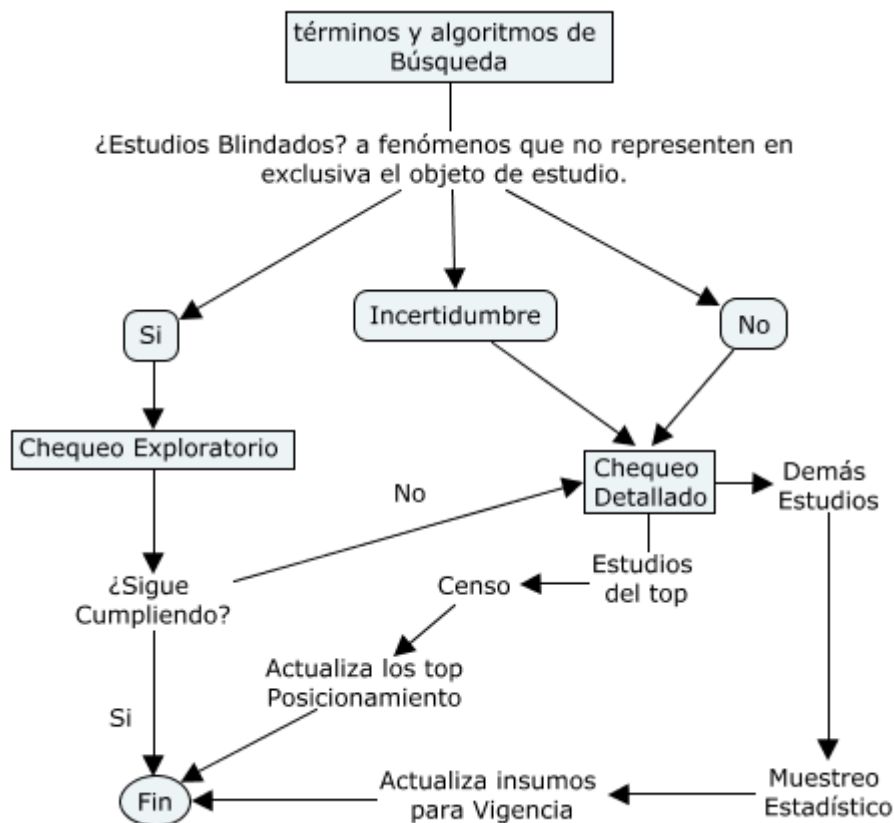 términos y algoritmos de
Búsqueda
¿Estudios Blindados? a fenómenos que no representen en
exclusiva el objeto de estudio.
Si
Incertidumbre
No
Chequeo Exploratorio
Chequeo
Detallado
Demás
Estudios
No
Estudios
del top
Censo
¿Sigue
Cumpliendo?
Actualiza los top
Posicionamiento
Si
Fin
Actualiza insumos
para Vigencia
Muestreo
Estadístico